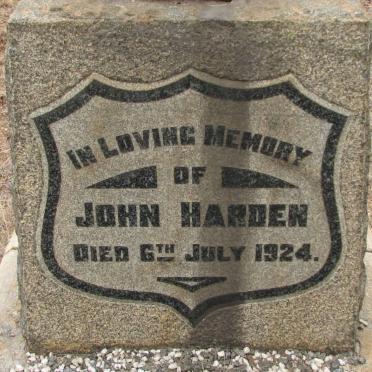 IN LOVING MEMORY
OF
JOHN HARDEN
DIED 6TH JULY 1924.